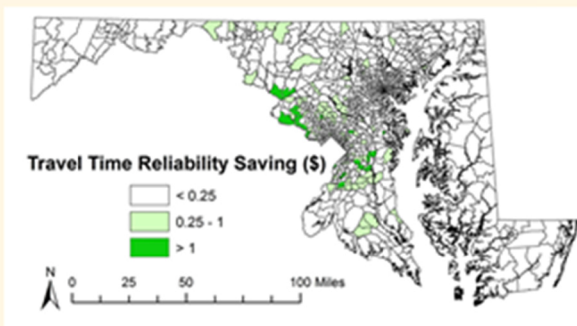 Travel Time Reliability Saving ($)
< 0.25
0.25 - 1
> 1
N
0 25 50 100 Miles